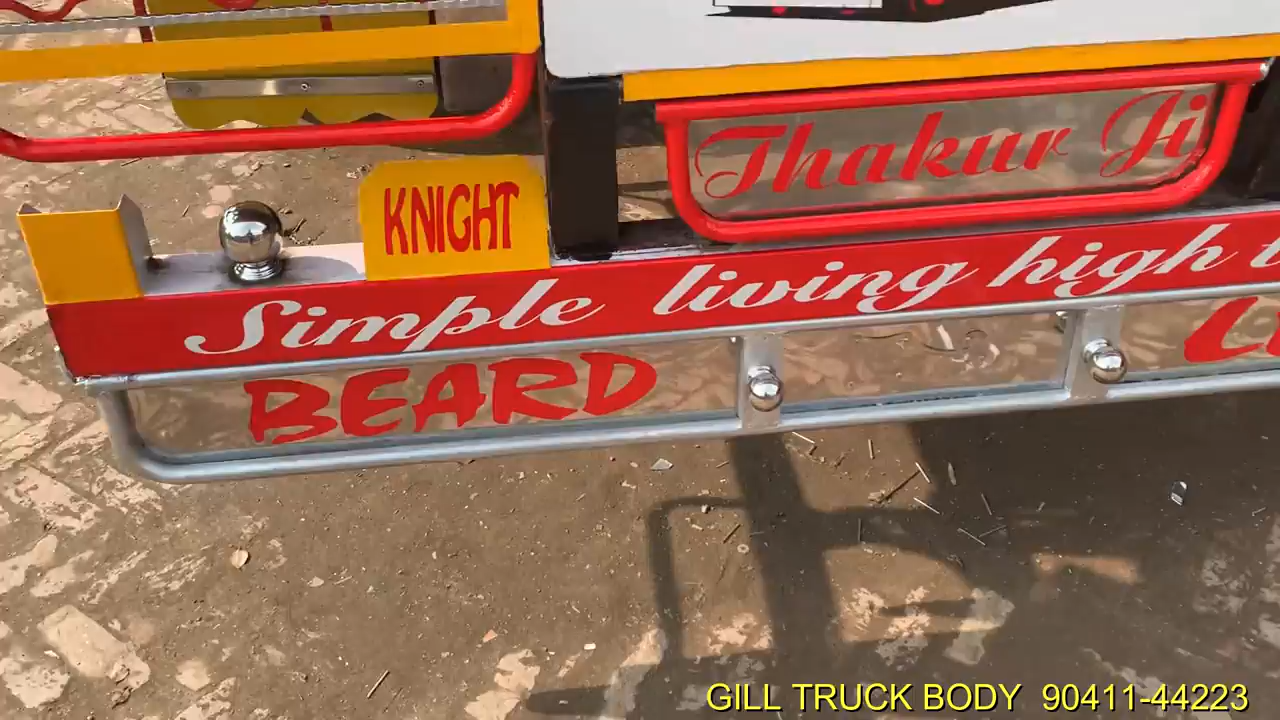 Thakur Ji
KNIGHT
Simple living high
BEARD
GILL TRUCK BODY 90411-44223